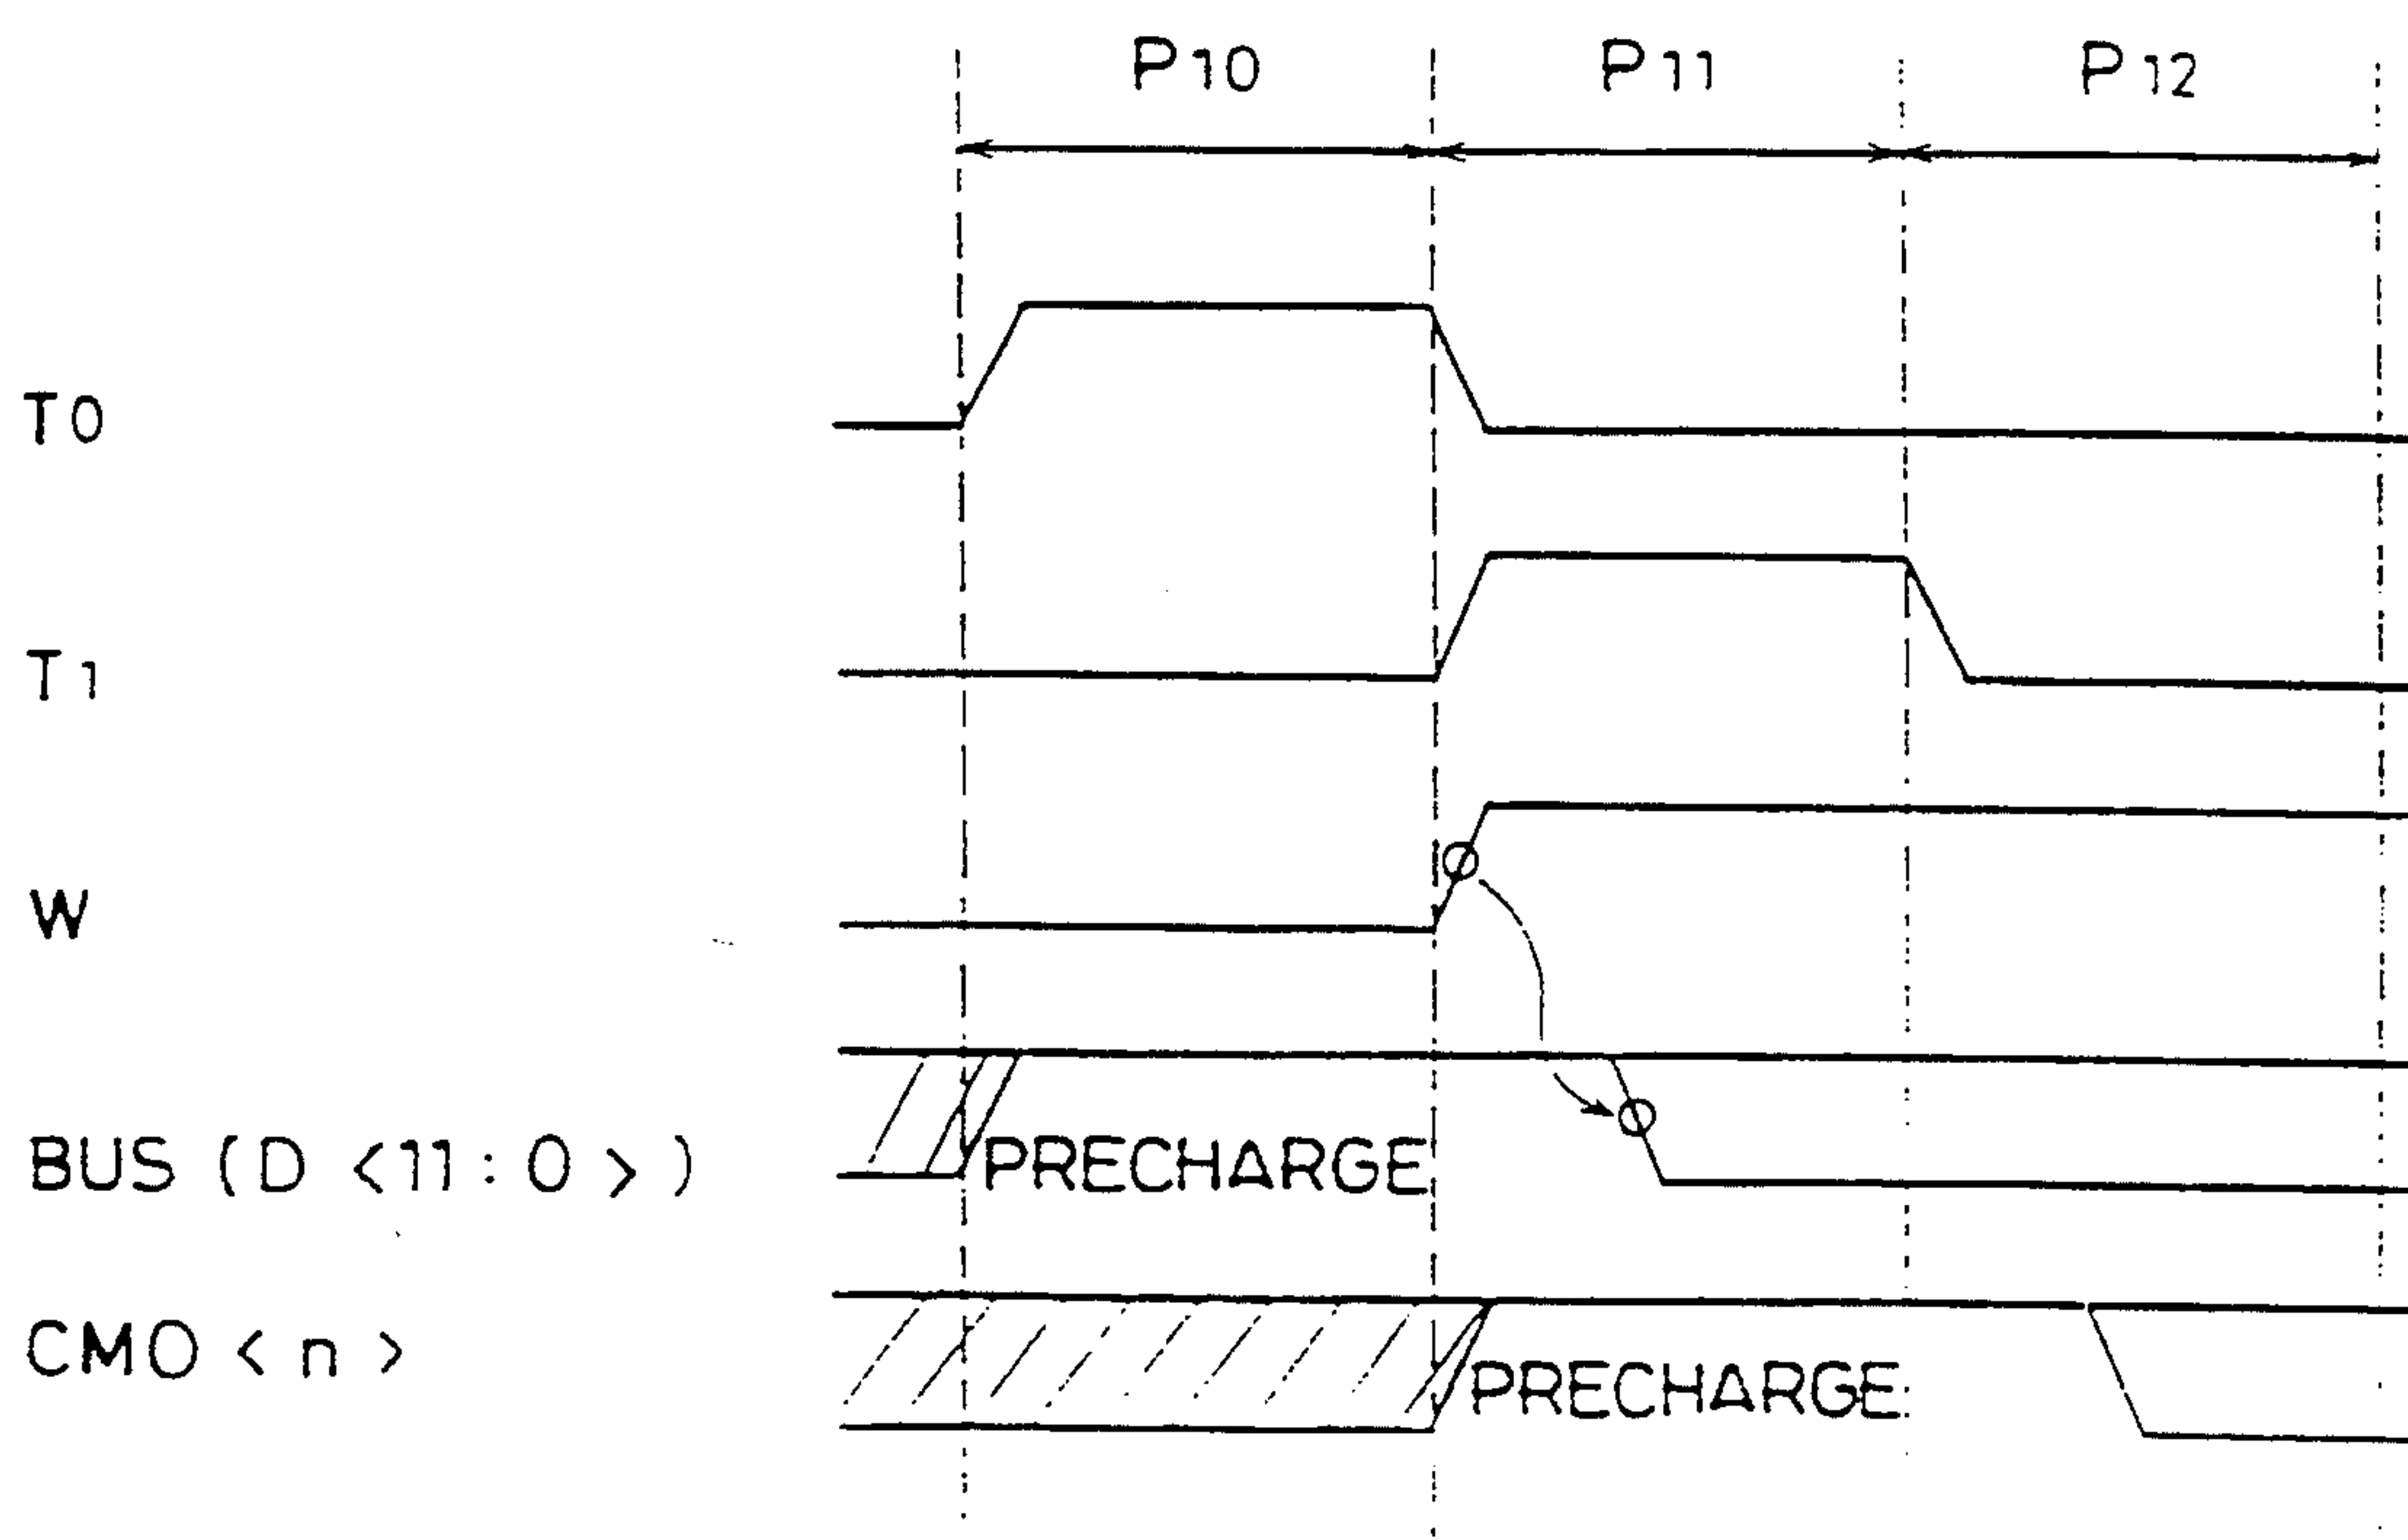 P10 P11 P12
T0
T1
W
BUS (D <11:0>) PRECHARGE
CMO<n> PRECHARGE